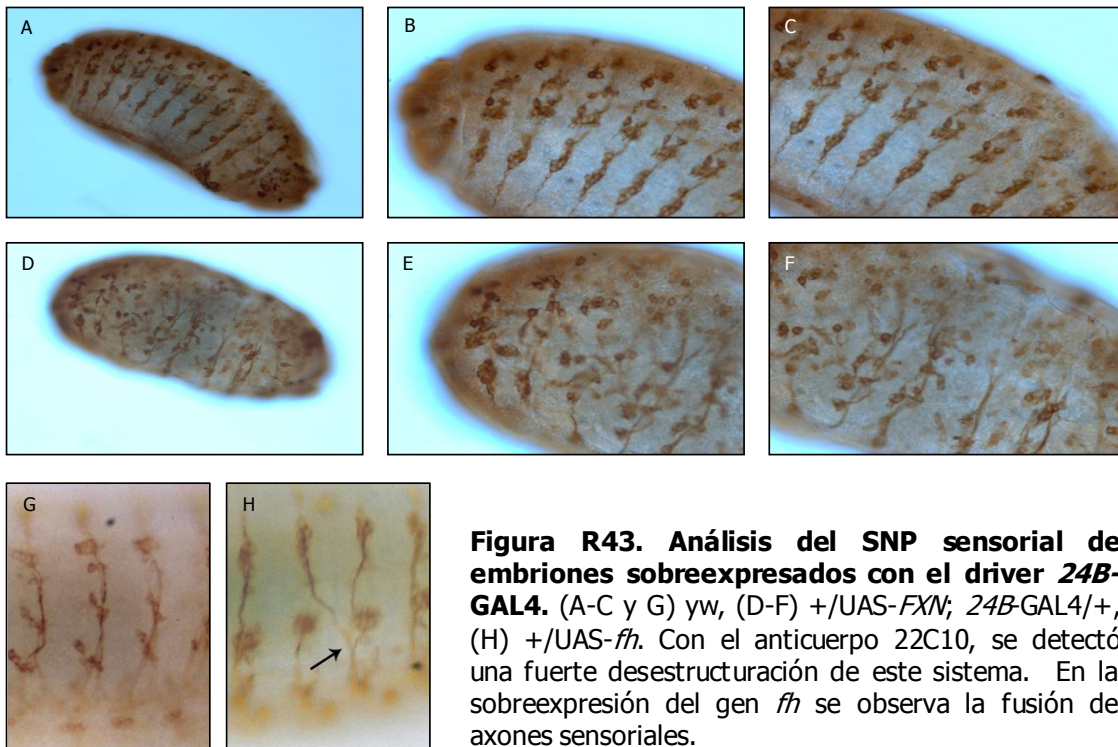 A
B
C
D
E
F
G
H
Figura R43. Análisis del SNP sensorial de
embriones sobreexpresados con el driver 24B-
GAL4. (A-C y G) yw, (D-F) +/UAS-FXN; 24B-GAL4/+,
(H) +/UAS-fh. Con el anticuerpo 22C10, se detectó
una fuerte desestructuración de este sistema. En la
sobreexpresión del gen fh se observa la fusión de
axones sensoriales.